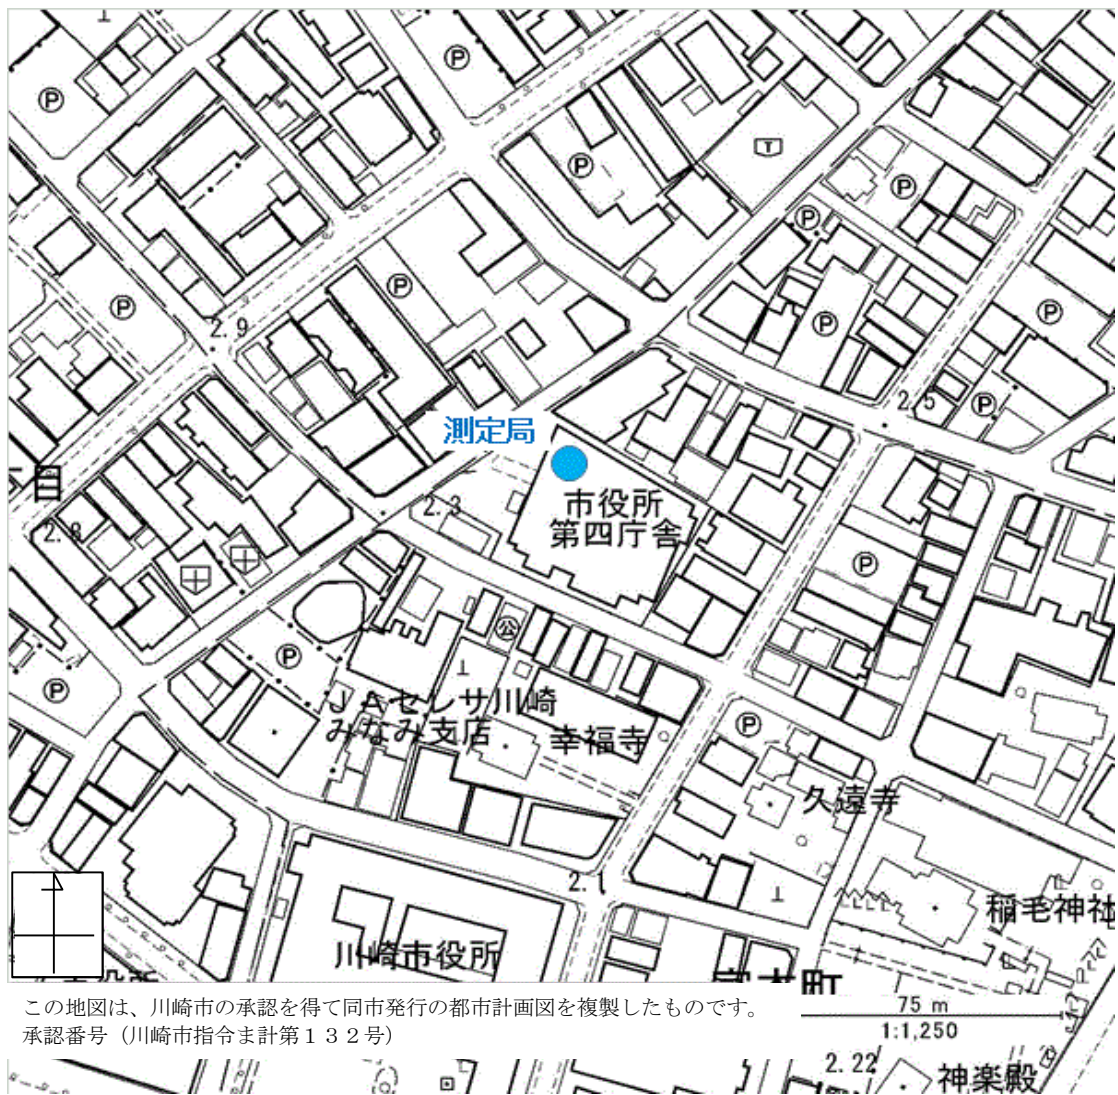 Ⓟ
Ⓟ
Ⓟ
Ⓟ
Ⓟ
Ⓟ
Ⓟ
Ⓟ
Ⓟ
2.9
Ⓟ
2.5
Ⓟ
測定局
目
2.8
2.3
市役所
第四庁舎
Ⓟ
公
Ⓟ
Ⓟ
ＪＡセレサ川崎
みなみ支店
幸福寺
Ⓟ
久遠寺
2.1
稲毛神社
川崎市役所
宮本町
この地図は、川崎市の承認を得て同市発行の都市計画図を複製したものです。
承認番号（川崎市指令ま計第１３２号）
75 m
1:1,250
2.22
神楽殿